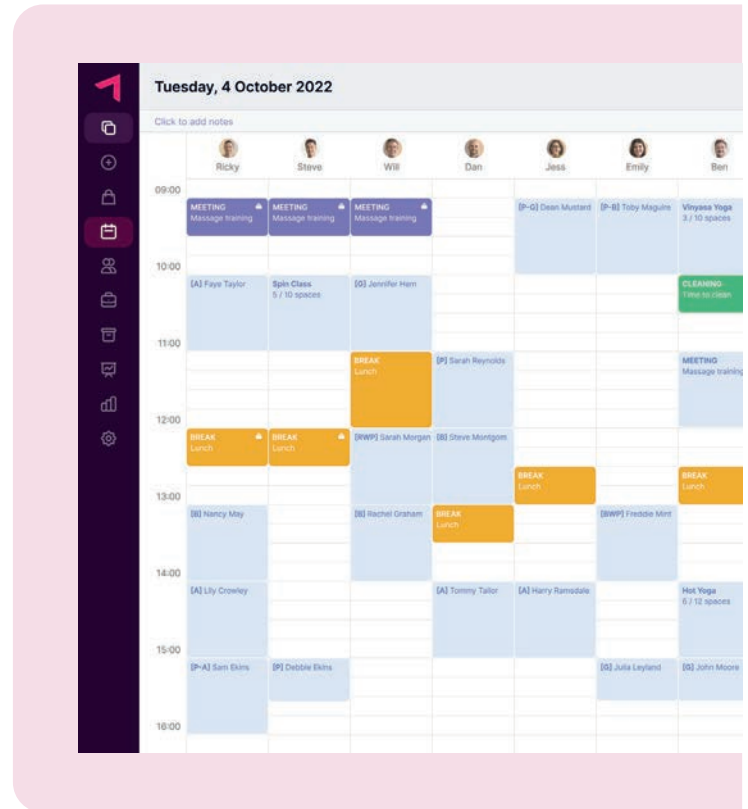 Tuesday, 4 October 2022
Click to add notes
Ricky Steve Will Dan Jess Emily Ben
09:00
MEETING MEETING MEETING [P-G] Dean Mustard [P-B] Toby Maguire Vinyasa Yoga
Massage training Massage training Massage training 3 / 10 spaces
10:00
[A] Faye Taylor Spin Class [G] Jennifer Hern CLEANING
5 / 10 spaces Time to clean
11:00
BREAK [P] Sarah Reynolds MEETING
Lunch Massage training
12:00
BREAK BREAK [RWP] Sarah Morgan [B] Steve Montgom
Lunch Lunch
BREAK BREAK
Lunch Lunch
13:00
[B] Nancy May [B] Rachel Graham BREAK [BWP] Freddie Mint
Lunch
14:00
[A] Lily Crowley [A] Tommy Tailor [A] Harry Ramsdale Hot Yoga
6 / 12 spaces
15:00
[P-A] Sam Ekins [P] Debbie Ekins [G] Julia Leyland [G] John Moore
16:00